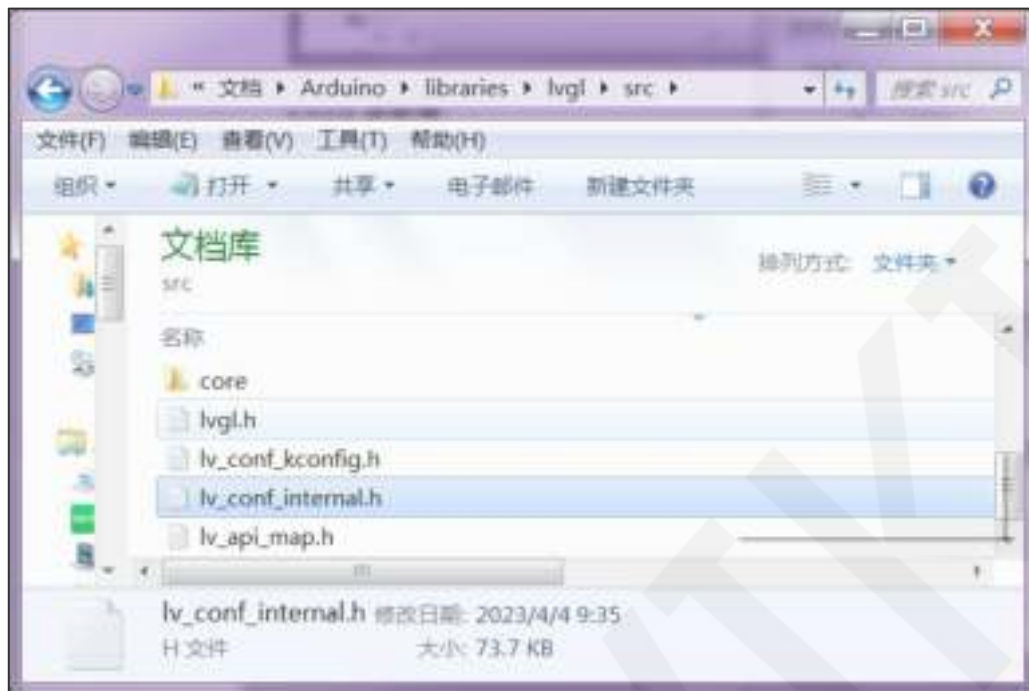 « 文档 ▸ Arduino ▸ libraries ▸ lvgl ▸ src ▸ 搜索 src
文件(F) 编辑(E) 查看(V) 工具(T) 帮助(H)
组织 打开 共享 电子邮件 新建文件夹
文档库
src
排列方式: 文件夹
名称
core
lvgl.h
lv_conf_kconfig.h
lv_conf_internal.h
lv_api_map.h
lv_conf_internal.h 修改日期: 2023/4/4 9:35
H 文件 大小: 73.7 KB